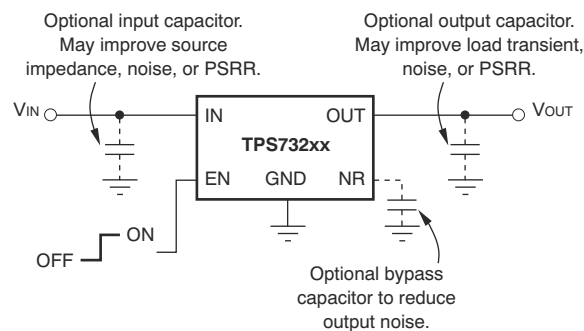 Optional input capacitor.
May improve source
impedance, noise, or PSRR.
Optional output capacitor.
May improve load transient,
noise, or PSRR.
VIN
IN
OUT
VOUT
TPS732xx
EN
GND
NR
ON
OFF
Optional bypass
capacitor to reduce
output noise.